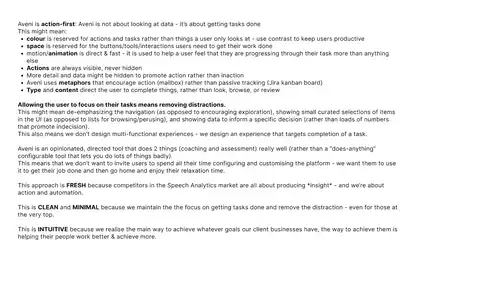 Aveni is action-first: Aveni is not about looking at data - it's about getting tasks done
This might mean:
• colour is reserved for actions and tasks rather than things a user only looks at - use contrast to keep users productive
• space is reserved for the buttons/tools/interactions users need to get their work done
• motion/animation is direct & fast - it is used to help a user feel that they are progressing through their task more than anything
else
• Actions are always visible, never hidden
• More detail and data might be hidden to promote action rather than inaction
• Aveni uses metaphors that encourage action (mailbox) rather than passive tracking (Jira kanban board)
• Type and content direct the user to complete things, rather than look, browse, or review
Allowing the user to focus on their tasks means removing distractions.
This might mean de-emphasizing the navigation (as opposed to encouraging exploration), showing small curated selections of items
in the UI (as opposed to lists for browsing/perusing), and showing data to inform a specific decision (rather than loads of numbers
that promote indecision).
This also means we don't design multi-functional experiences - we design an experience that targets completion of a task.
Aveni is an opinionated, directed tool that does 2 things (coaching and assessment) really well (rather than a "does-anything"
configurable tool that lets you do lots of things badly).
This means that we don't want to invite users to spend all their time configuring and customising the platform - we want them to use
it to get their job done and then go home and enjoy their relaxation time.
This approach is FRESH because competitors in the Speech Analytics market are all about producing *insight* - and we're about
action and automation.
This is CLEAN and MINIMAL because we maintain the the focus on getting tasks done and remove the distraction - even for those at
the very top.
This is INTUITIVE because we realise the main way to achieve whatever goals our client businesses have, the way to achieve them is
helping their people work better & achieve more.